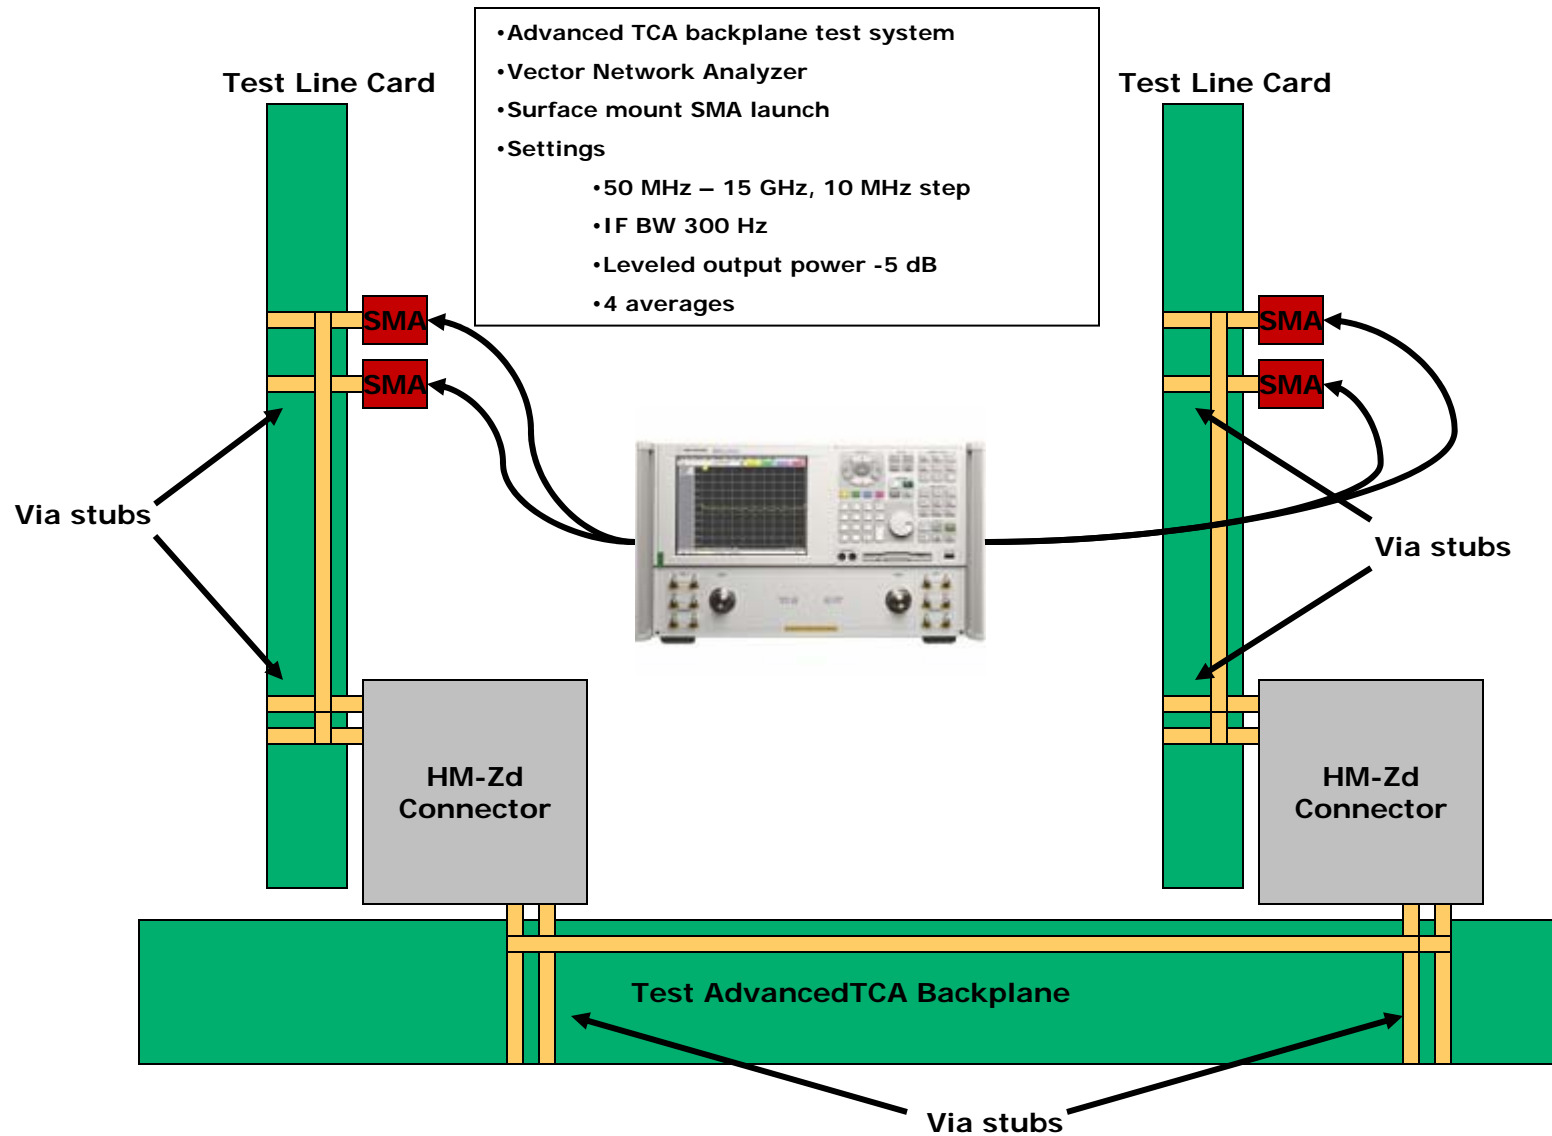 •Advanced TCA backplane test system
•Vector Network Analyzer
•Surface mount SMA launch
•Settings
•50 MHz – 15 GHz, 10 MHz step
•IF BW 300 Hz
•Leveled output power -5 dB
•4 averages
Test Line Card
Test Line Card
SMA
SMA
SMA
SMA
Via stubs
Via stubs
HM-Zd
Connector
HM-Zd
Connector
Test AdvancedTCA Backplane
Via stubs